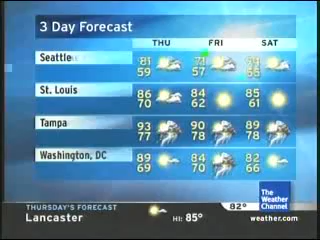 3 Day Forecast
THU FRI SAT
Seattle 81 71
59 57 55
St. Louis 86 84 85
70 62 61
Tampa 93 90 89
77 78 78
Washington, DC 89 84 82
69 70 66
The
Weather
Channel
THURSDAY'S FORECAST 82°
Lancaster HI: 85° weather.com